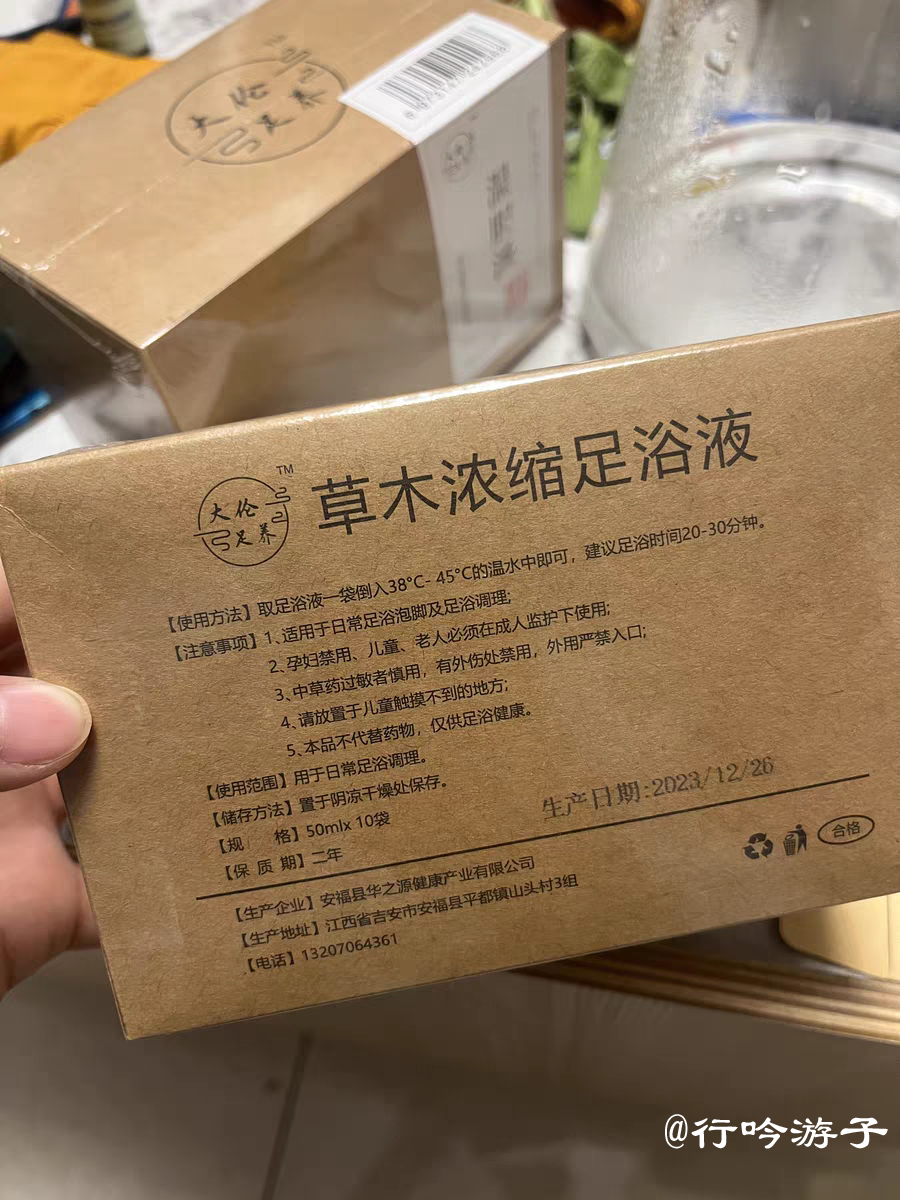 大伦
足养
大伦
足养
TM
草木浓缩足浴液
【使用方法】取足浴液一袋倒入38°C- 45°C的温水中即可，建议足浴时间20-30分钟。
【注意事项】1、适用于日常足浴泡脚及足浴调理;
2、孕妇禁用、儿童、老人必须在成人监护下使用;
3、中草药过敏者慎用，有外伤处禁用，外用严禁入口;
4、请放置于儿童触摸不到的地方;
5、本品不代替药物，仅供足浴健康。
【使用范围】用于日常足浴调理。
【储存方法】置于阴凉干燥处保存。
【规 格】50mlx 10袋
【保 质 期】二年
生产日期:2023/12/26
合格
【生产企业】安福县华之源健康产业有限公司
【生产地址】江西省吉安市安福县平都镇山头村3组
【电话】13207064361
@行吟游子